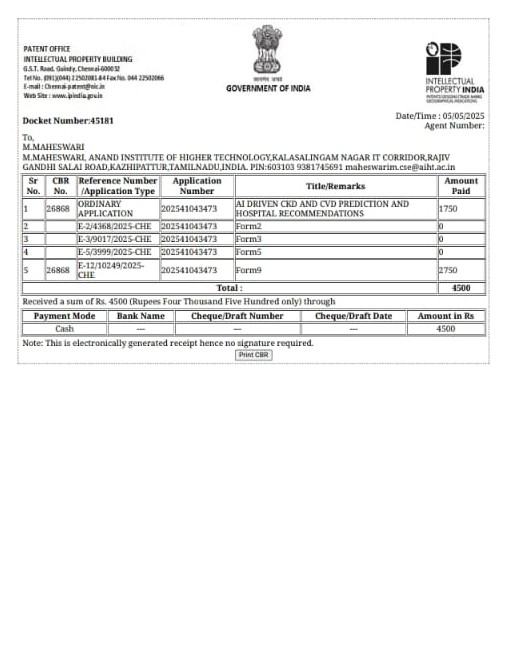 PATENT OFFICE
INTELLECTUAL PROPERTY BUILDING
G.S.T. Road, Guindy, Chennai-600032
Tel No. (091)(044) 22502081-84 Fax No. 044 22502066
E-mail : Chennai-patent@nic.in
Web Site : www.ipindia.gov.in
सत्यमेव जयते
GOVERNMENT OF INDIA
INTELLECTUAL
PROPERTY INDIA
PATENTS | DESIGNS | TRADE MARKS
GEOGRAPHICAL INDICATIONS
Docket Number:45181
Date/Time : 05/05/2025
Agent Number:
To,
M.MAHESWARI
M.MAHESWARI, ANAND INSTITUTE OF HIGHER TECHNOLOGY,KALASALINGAM NAGAR IT CORRIDOR,RAJIV
GANDHI SALAI ROAD,KAZHIPATTUR,TAMILNADU,INDIA. PIN:603103 9381745691 maheswarim.cse@aiht.ac.in
Sr No. CBR No. Reference Number /Application Type Application Number Title/Remarks Amount Paid
1 26868 ORDINARY APPLICATION 202541043473 AI DRIVEN CKD AND CVD PREDICTION AND HOSPITAL RECOMMENDATIONS 1750
2 E-2/4368/2025-CHE 202541043473 Form2 0
3 E-3/9017/2025-CHE 202541043473 Form3 0
4 E-5/3999/2025-CHE 202541043473 Form5 0
5 26868 E-12/10249/2025-CHE 202541043473 Form9 2750
Total : 4500
Received a sum of Rs. 4500 (Rupees Four Thousand Five Hundred only) through
Payment Mode Bank Name Cheque/Draft Number Cheque/Draft Date Amount in Rs
Cash --- --- --- 4500
Note: This is electronically generated receipt hence no signature required.
Print CBR